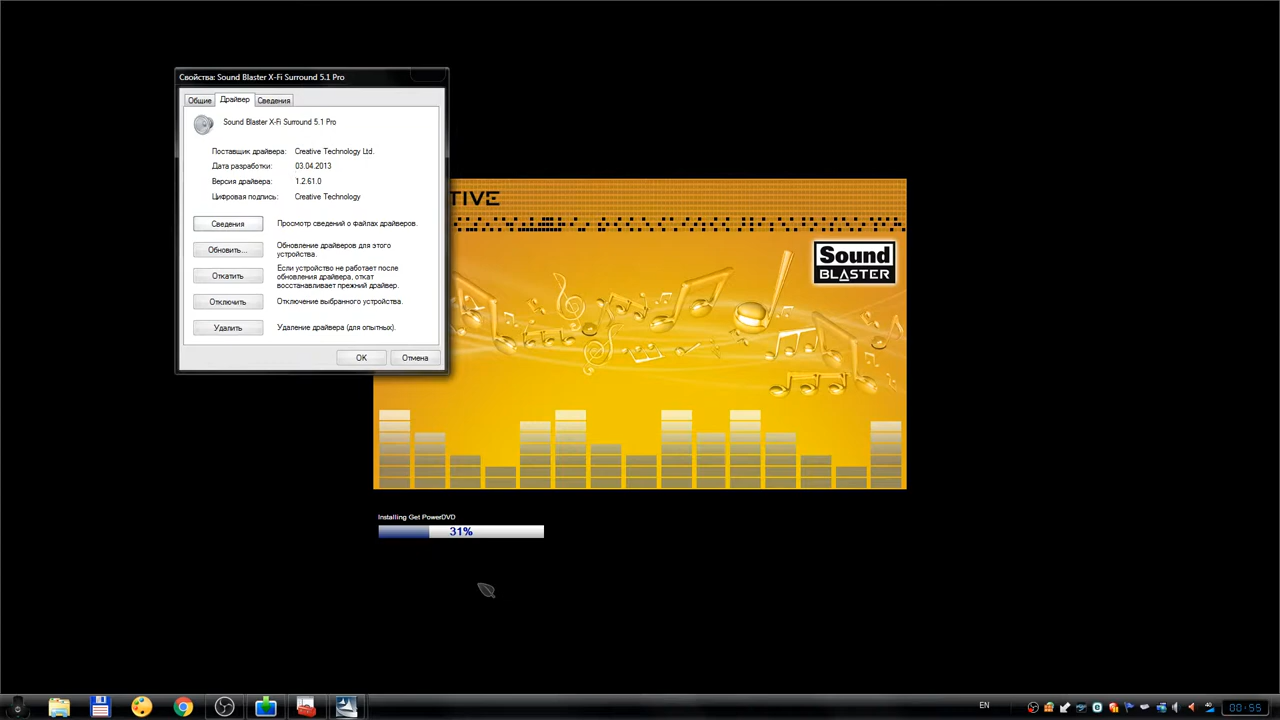 Свойства: Sound Blaster X-Fi Surround 5.1 Pro
Общие
Драйвер
Сведения
Sound Blaster X-Fi Surround 5.1 Pro
Поставщик драйвера: Creative Technology Ltd.
Дата разработки: 03.04.2013
Версия драйвера: 1.2.61.0
Цифровая подпись: Creative Technology
Сведения
Просмотр сведений о файлах драйверов.
Обновить...
Обновление драйверов для этого
устройства.
Откатить
Если устройство не работает после
обновления драйвера, откат
восстанавливает прежний драйвер.
Отключить
Отключение выбранного устройства.
Удалить
Удаление драйвера (для опытных).
OK
Отмена
TIVE
Sound
BLASTER
Installing Get PowerDVD
31%
EN
40
00:55